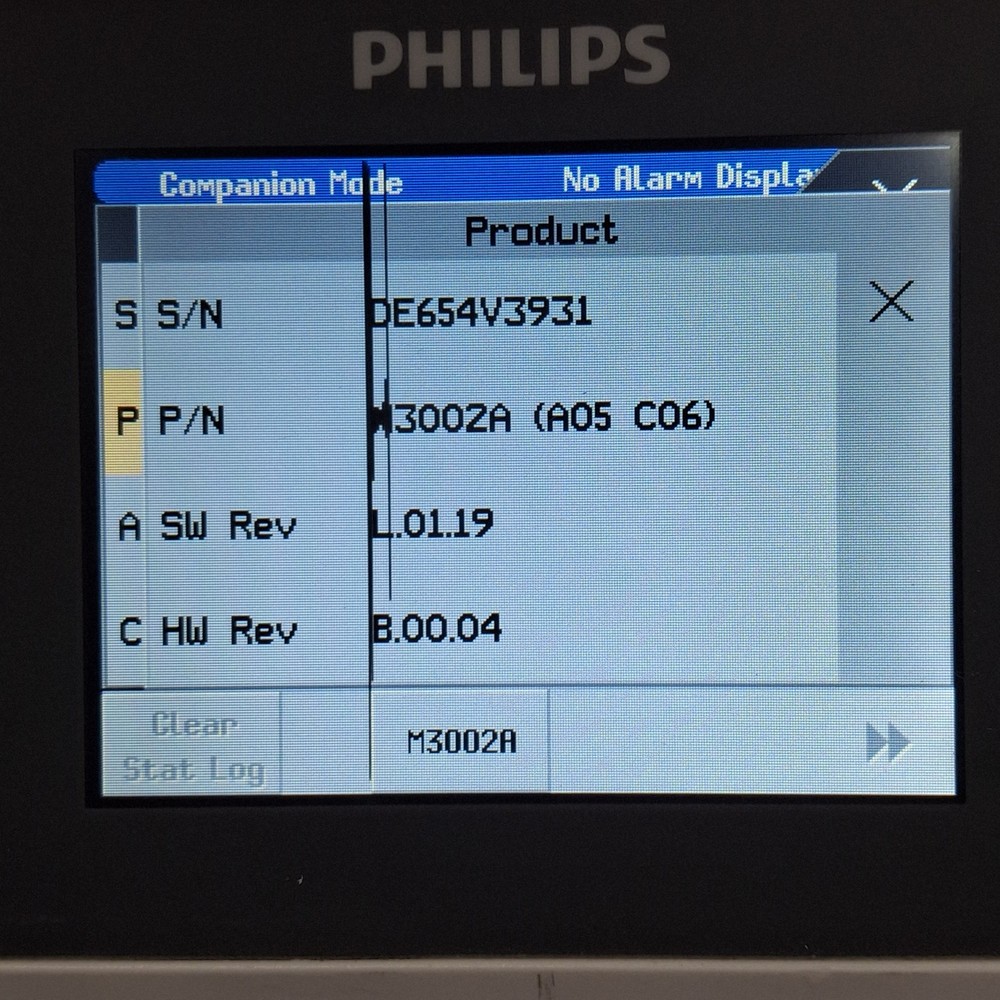 PHILIPS
Companion Mode No Alarm Displa
Product
S S/N DE654V3931
P P/N M3002A (A05 C06)
A SW Rev L.01.19
C HW Rev B.00.04
Clear
Stat Log
M3002A